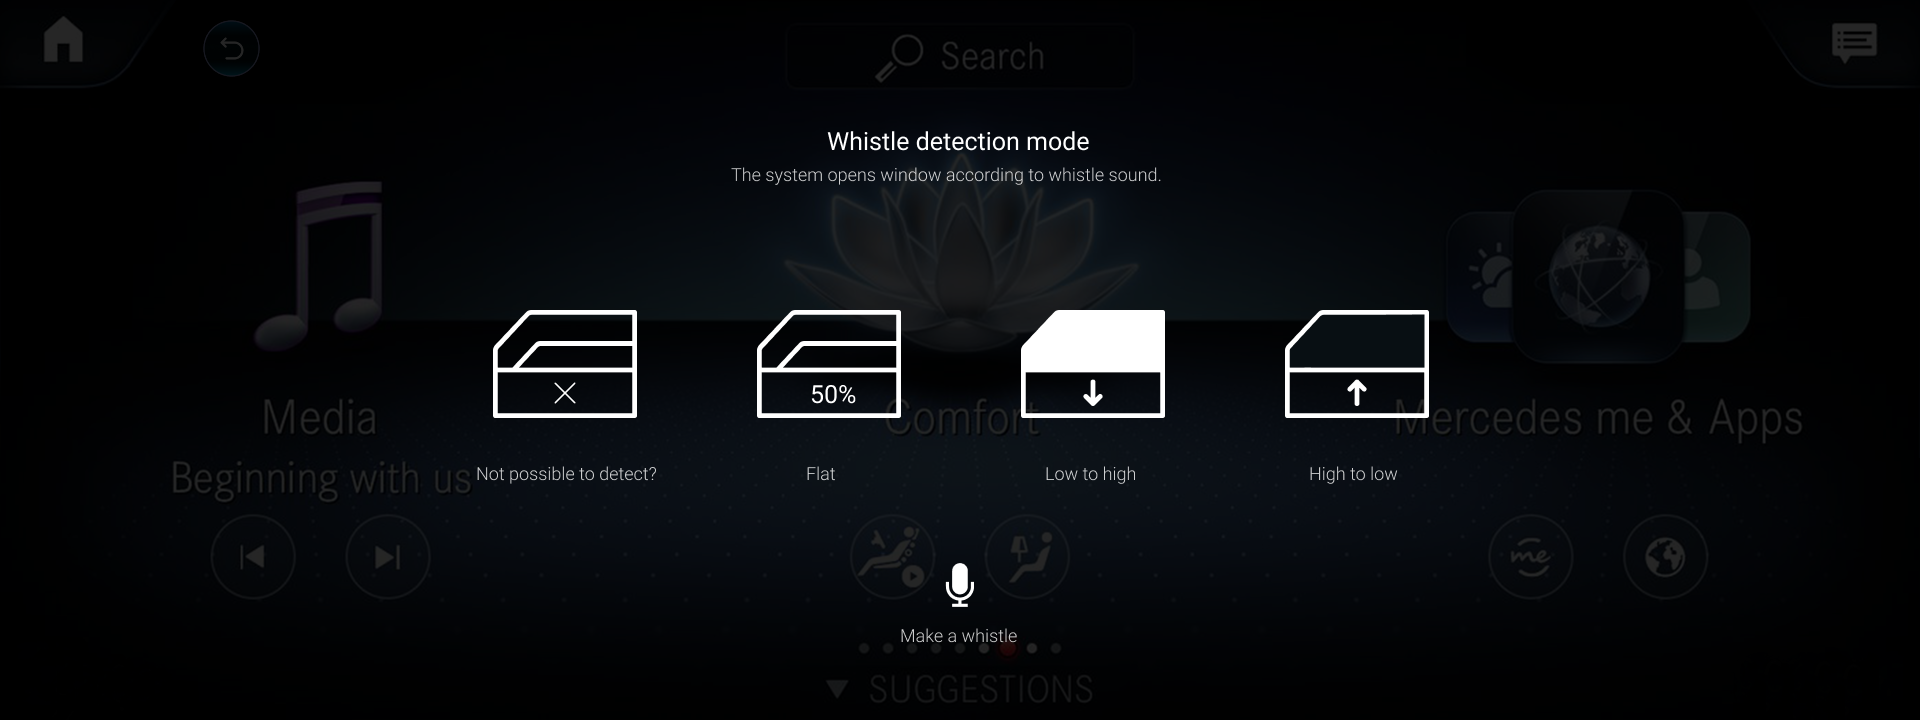 Search
Whistle detection mode
The system opens window according to whistle sound.
50%
Media
Comfort
Mercedes me & Apps
Beginning with us
Not possible to detect?
Flat
Low to high
High to low
me
Make a whistle
SUGGESTIONS